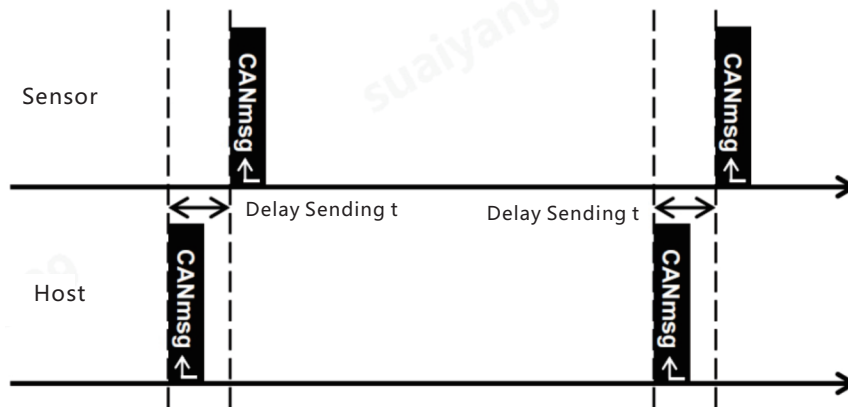 suaiyang
CANmsg
CANmsg
Sensor
Delay Sending t
Delay Sending t
CANmsg
CANmsg
Host